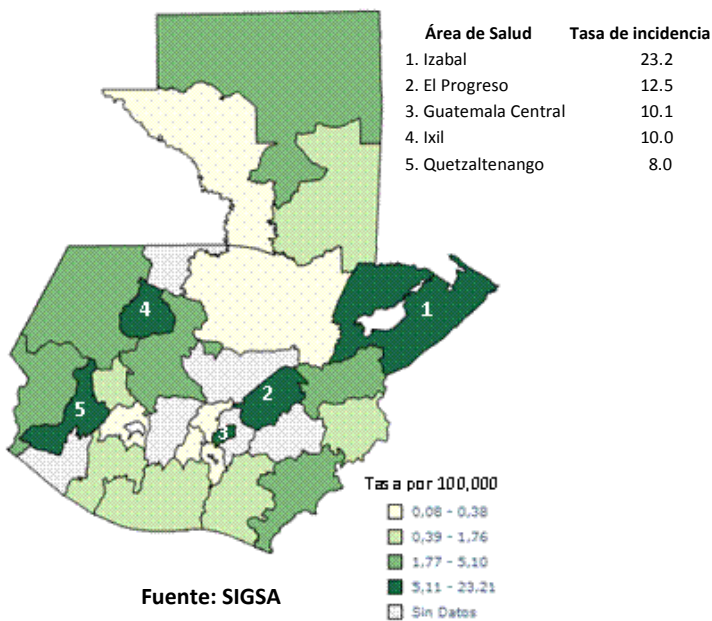 Área de Salud Tasa de incidencia
1. Izabal 23.2
2. El Progreso 12.5
3. Guatemala Central 10.1
4. Ixil 10.0
5. Quetzaltenango 8.0
4
1
2
5
3
Tasa por 100,000
0,08 - 0,38
0,39 - 1,76
1,77 - 5,10
5,11 - 23,21
Sin Datos
Fuente: SIGSA